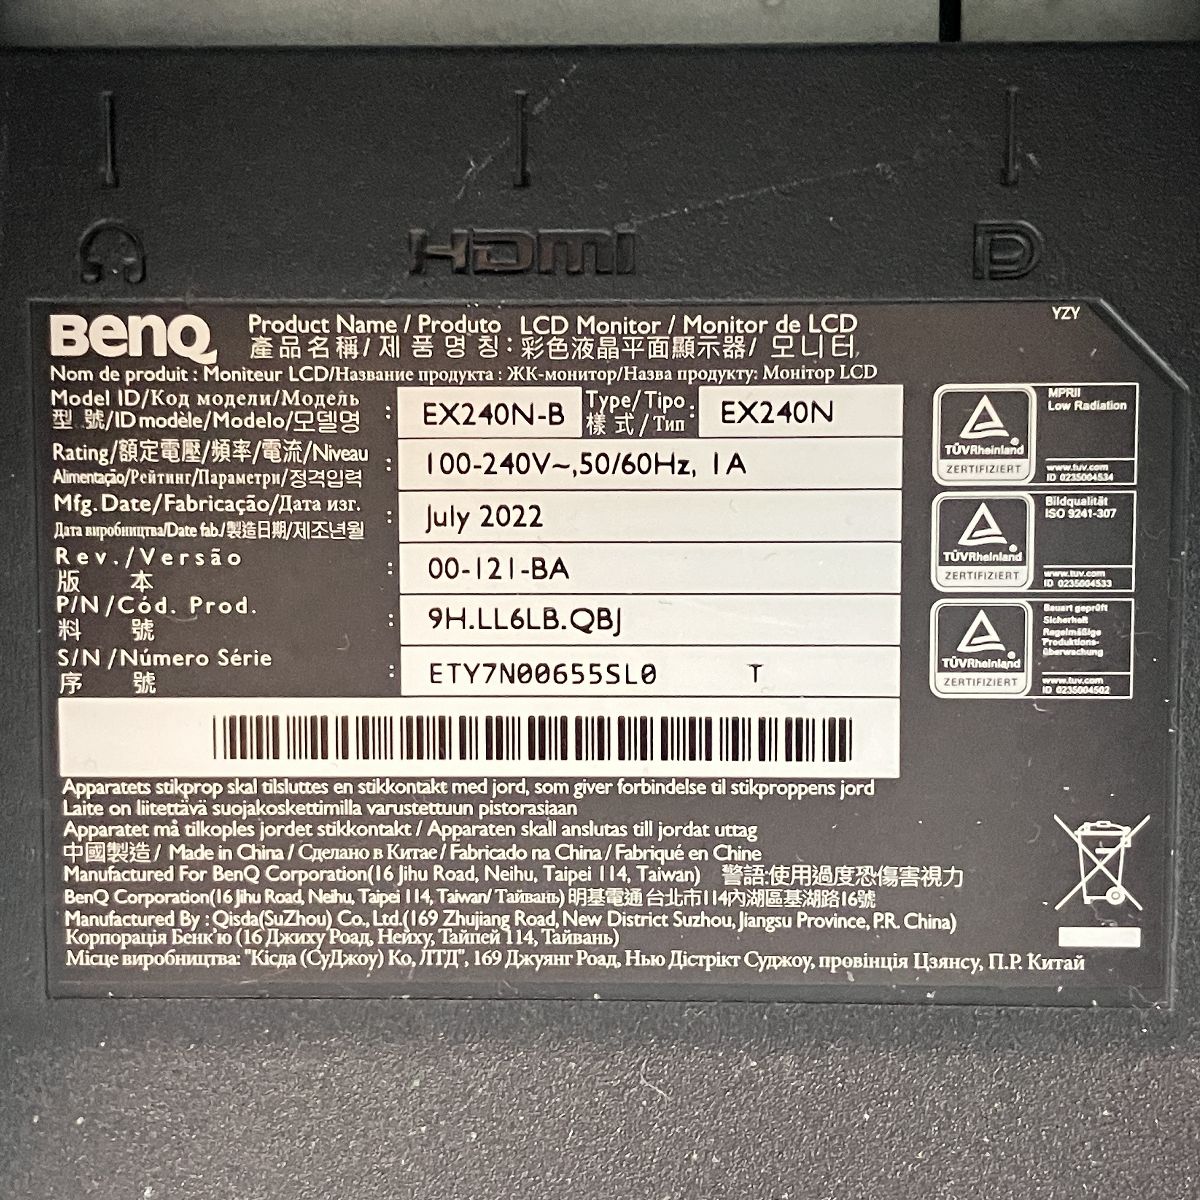 HDMI
BenQ
Product Name / Produto LCD Monitor / Monitor de LCD
YZY
產品名稱/ 제 품 명 칭 : 彩色液晶平面顯示器/ 모니터
Nom de produit : Moniteur LCD/Название продукта : ЖК-монитор/Назва продукту: Монітор LCD
Model ID/Код модели/Модель
型 號/ID modèle/Modelo/모델명 : EX240N-B
Type/Tipo
樣 式 / Тип : EX240N
Rating/額定電壓/頻率/電流/Niveau
Alimentação/Рейтинг/Параметри/정격입력 : 100-240V~,50/60Hz, 1A
Mfg. Date/Fabricação/Дата изг.
Дата виробництва/Date fab./製造日期/제조년월 : July 2022
Rev./Versão
版 本 : 00-121-BA
P/N /Cód. Prod.
料 號 : 9H.LL6LB.QBJ
S/N /Número Série
序 號 : ETY7N00655SL0 T
MPRII
Low Radiation
TÜVRheinland
ZERTIFIZIERT
www.tuv.com
ID 0235004534
Bildqualität
ISO 9241-307
TÜVRheinland
ZERTIFIZIERT
www.tuv.com
ID 0235004533
Bauart geprüft
Sicherheit
Regelmäßige
Produktions-
überwachung
TÜVRheinland
ZERTIFIZIERT
www.tuv.com
ID 0235004502
Apparatets stikprop skal tilsluttes en stikkontakt med jord, som giver forbindelse til stikproppens jord
Laite on liitettävä suojakoskettimilla varustettuun pistorasiaan
Apparatet må tilkoples jordet stikkontakt / Apparaten skall anslutas till jordat uttag
中國製造 / Made in China / Сделано в Китае / Fabricado na China / Fabriqué en Chine
Manufactured For BenQ Corporation(16 Jihu Road, Neihu, Taipei 114, Taiwan) 警語:使用過度恐傷害視力
BenQ Corporation(16 Jihu Road, Neihu, Taipei 114, Taiwan/ Тайвань) 明基電通 台北市114內湖區基湖路16號
Manufactured By : Qisda(SuZhou) Co., Ltd.(169 Zhujiang Road, New District Suzhou, Jiangsu Province, P.R. China)
Корпорація Бенк'ю (16 Джиху Роад, Нейху, Тайпей 114, Тайвань)
Місце виробництва: "Кісда (СуДжоу) Ко, ЛТД", 169 Джуянг Роад, Нью Дістрікт Суджоу, провінція Цзянсу, П.Р. Китай